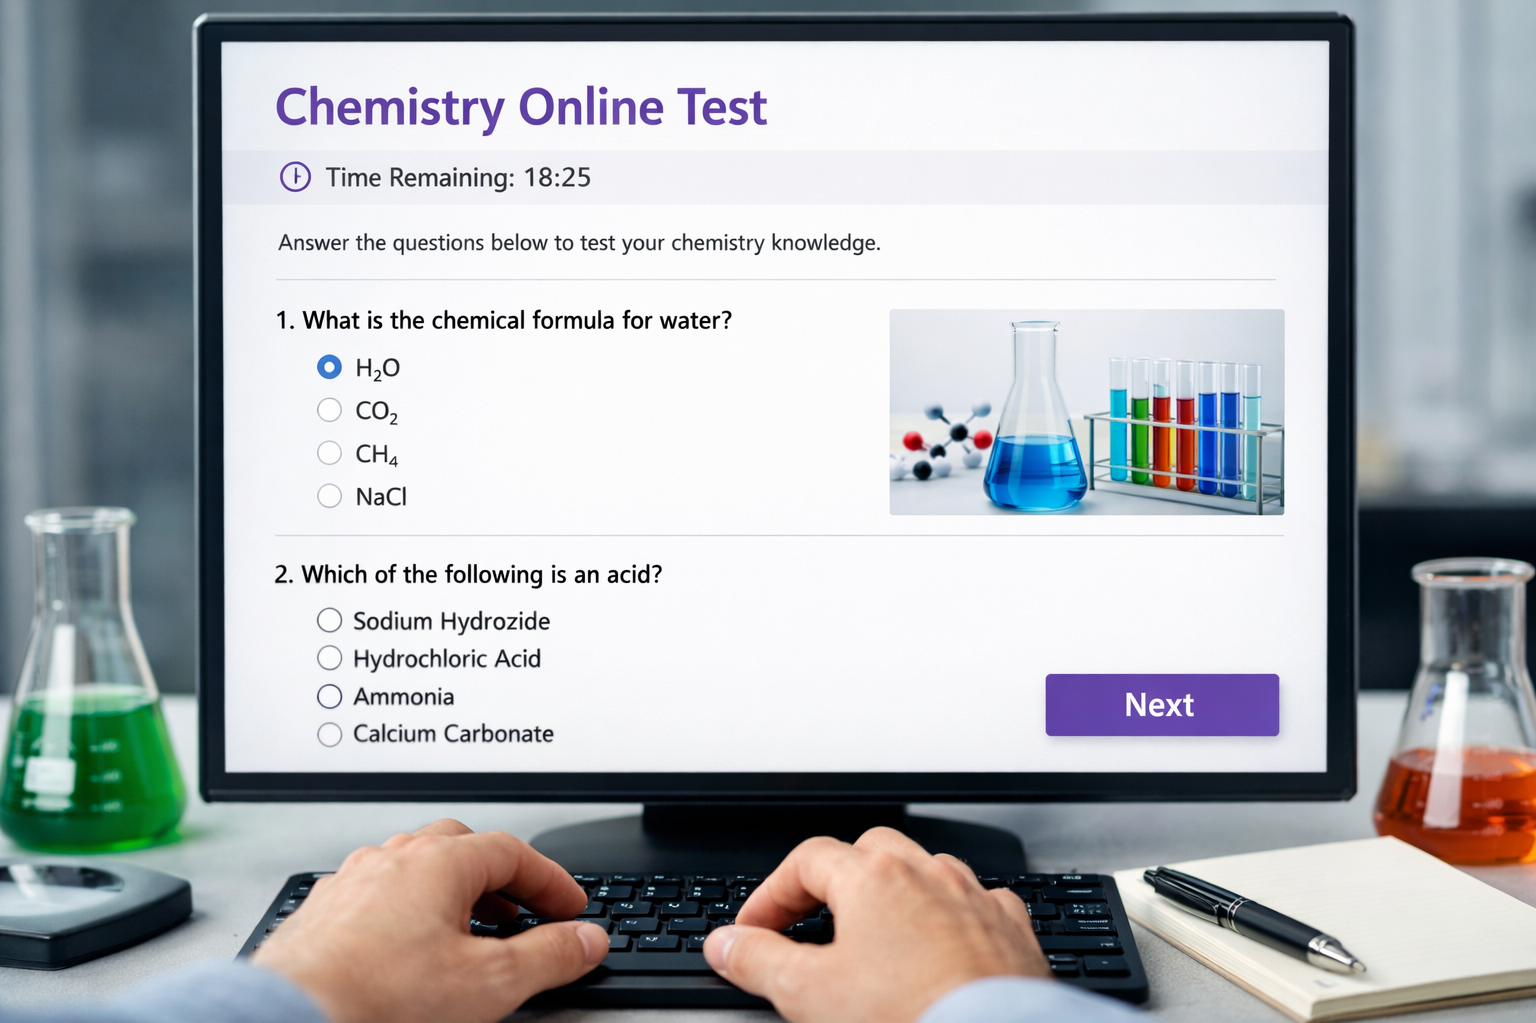 Chemistry Online Test
Time Remaining: 18:25
Answer the questions below to test your chemistry knowledge.
1. What is the chemical formula for water?
H₂O
CO₂
CH₄
NaCl
2. Which of the following is an acid?
Sodium Hydrozide
Hydrochloric Acid
Ammonia
Calcium Carbonate
Next